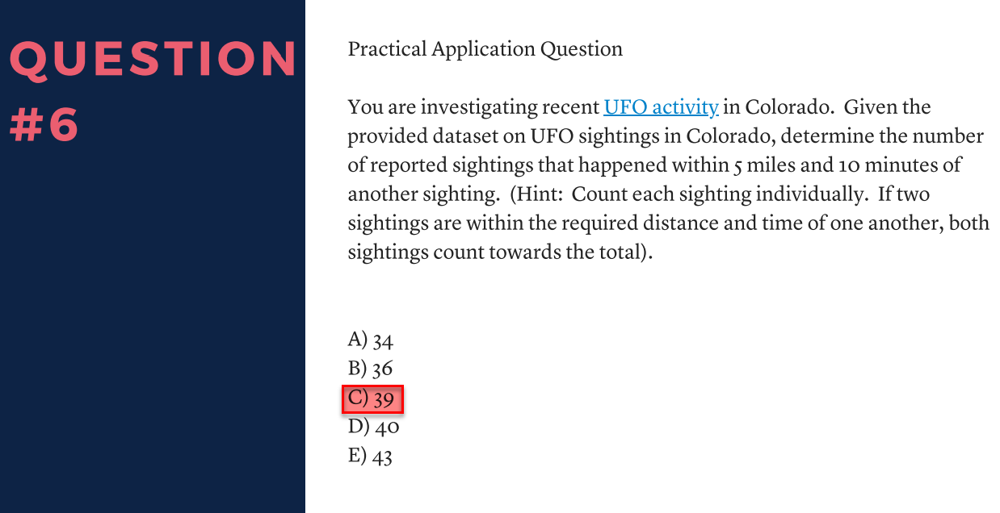 QUESTION
#6
Practical Application Question
You are investigating recent UFO activity in Colorado.  Given the
provided dataset on UFO sightings in Colorado, determine the number
of reported sightings that happened within 5 miles and 10 minutes of
another sighting.  (Hint:  Count each sighting individually.  If two
sightings are within the required distance and time of one another, both
sightings count towards the total).
A) 34
B) 36
C) 39
D) 40
E) 43